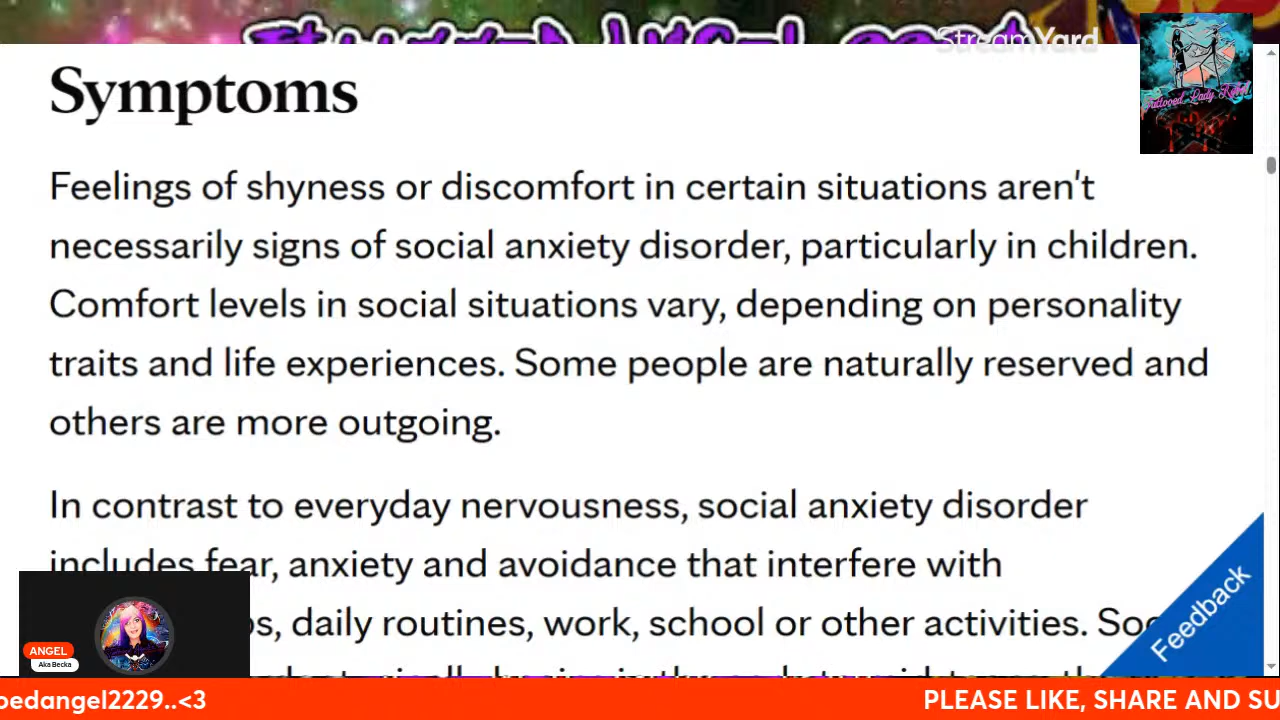 StreamYard
Tattooed Lady Rebel
Symptoms
Feelings of shyness or discomfort in certain situations aren't
necessarily signs of social anxiety disorder, particularly in children.
Comfort levels in social situations vary, depending on personality
traits and life experiences. Some people are naturally reserved and
others are more outgoing.
In contrast to everyday nervousness, social anxiety disorder
includes fear, anxiety and avoidance that interfere with
daily routines, work, school or other activities.
Feedback
ANGEL
Aka Becka
oedangel2229..<3
PLEASE LIKE, SHARE AND SU